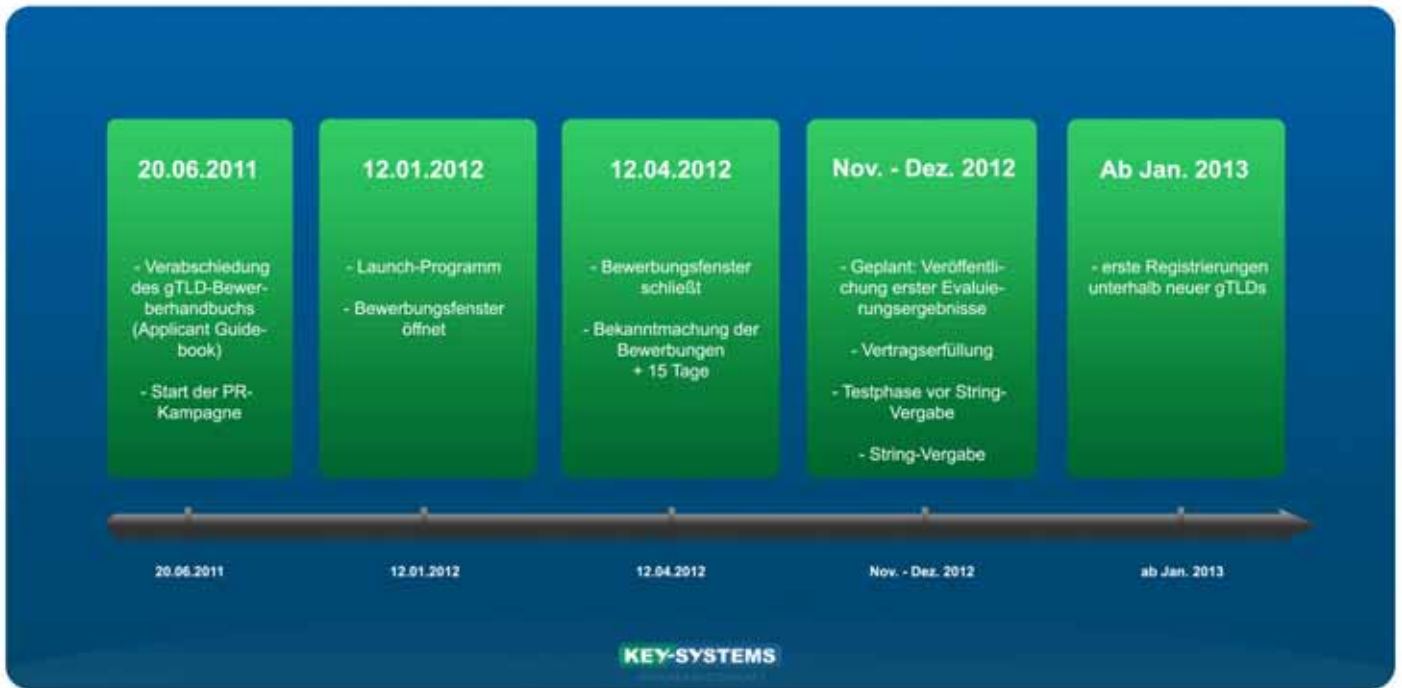 20.06.2011
- Verabschiedung
des gTLD-Bewer-
berhandbuchs
(Applicant Guide-
book)
- Start der PR-
Kampagne
12.01.2012
- Launch-Programm
- Bewerbungsfenster
öffnet
12.04.2012
- Bewerbungsfenster
schließt
- Bekanntmachung der
Bewerbungen
+ 15 Tage
Nov. - Dez. 2012
- Geplant: Veröffentli-
chung erster Evaluie-
rungsergebnisse
- Vertragserfüllung
- Testphase vor String-
Vergabe
- String-Vergabe
Ab Jan. 2013
- erste Registrierungen
unterhalb neuer gTLDs
20.06.2011
12.01.2012
12.04.2012
Nov. - Dez. 2012
ab Jan. 2013
KEY-SYSTEMS